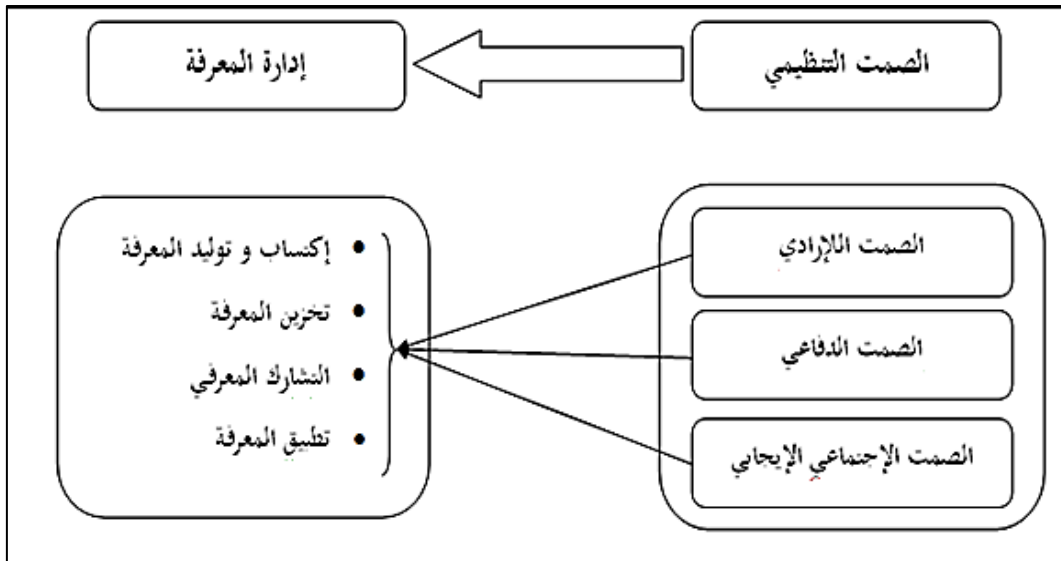 الصمت التنظيمي
إدارة المعرفة
الصمت اللاإرادي
الصمت الدفاعي
الصمت الإجتماعي الإيجابي
إكتساب و توليد المعرفة
تخزين المعرفة
التشارك المعرفي
تطبيق المعرفة